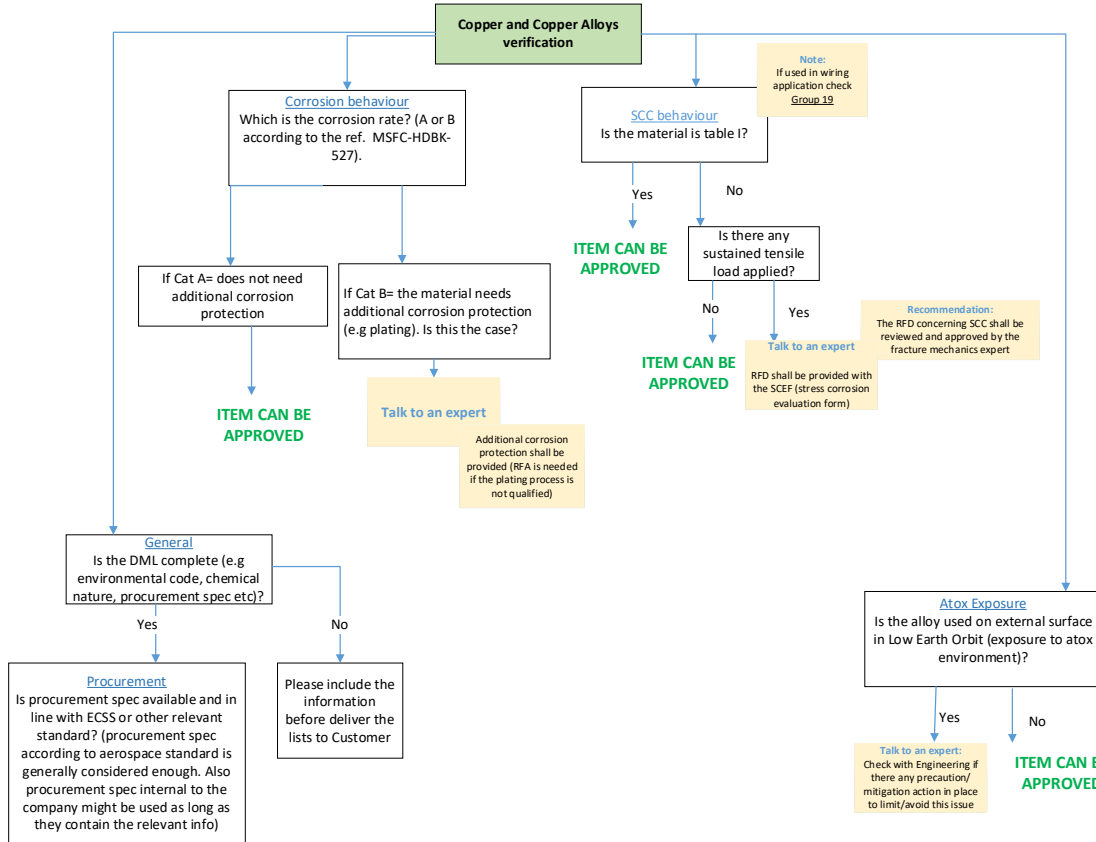 Copper and Copper Alloys
verification
Note:
If used in wiring
application check
Group 19
Corrosion behaviour
Which is the corrosion rate? (A or B
according to the ref. MSFC-HDBK-
527).
SCC behaviour
Is the material is table I?
Yes
No
ITEM CAN BE
APPROVED
Is there any
sustained tensile
load applied?
If Cat A= does not need
additional corrosion
protection
If Cat B= the material needs
additional corrosion protection
(e.g plating). Is this the case?
No
Yes
Recommendation:
The RFD concerning SCC shall be
reviewed and approved by the
fracture mechanics expert
ITEM CAN BE
APPROVED
Talk to an expert
RFD shall be provided with
the SCEF (stress corrosion
evaluation form)
ITEM CAN BE
APPROVED
Talk to an expert
Additional corrosion
protection shall be
provided (RFA is needed
if the plating process is
not qualified)
General
Is the DML complete (e.g
environmental code, chemical
nature, procurement spec etc)?
Yes
No
Procurement
Is procurement spec available and in
line with ECSS or other relevant
standard? (procurement spec
according to aerospace standard is
generally considered enough. Also
procurement spec internal to the
company might be used as long as
they contain the relevant info)
Please include the
information
before deliver the
lists to Customer
Atox Exposure
Is the alloy used on external surface
in Low Earth Orbit (exposure to atox
environment)?
Yes
No
Talk to an expert:
Check with Engineering if
there any precaution/
mitigation action in place
to limit/avoid this issue
ITEM CAN B
APPROVED